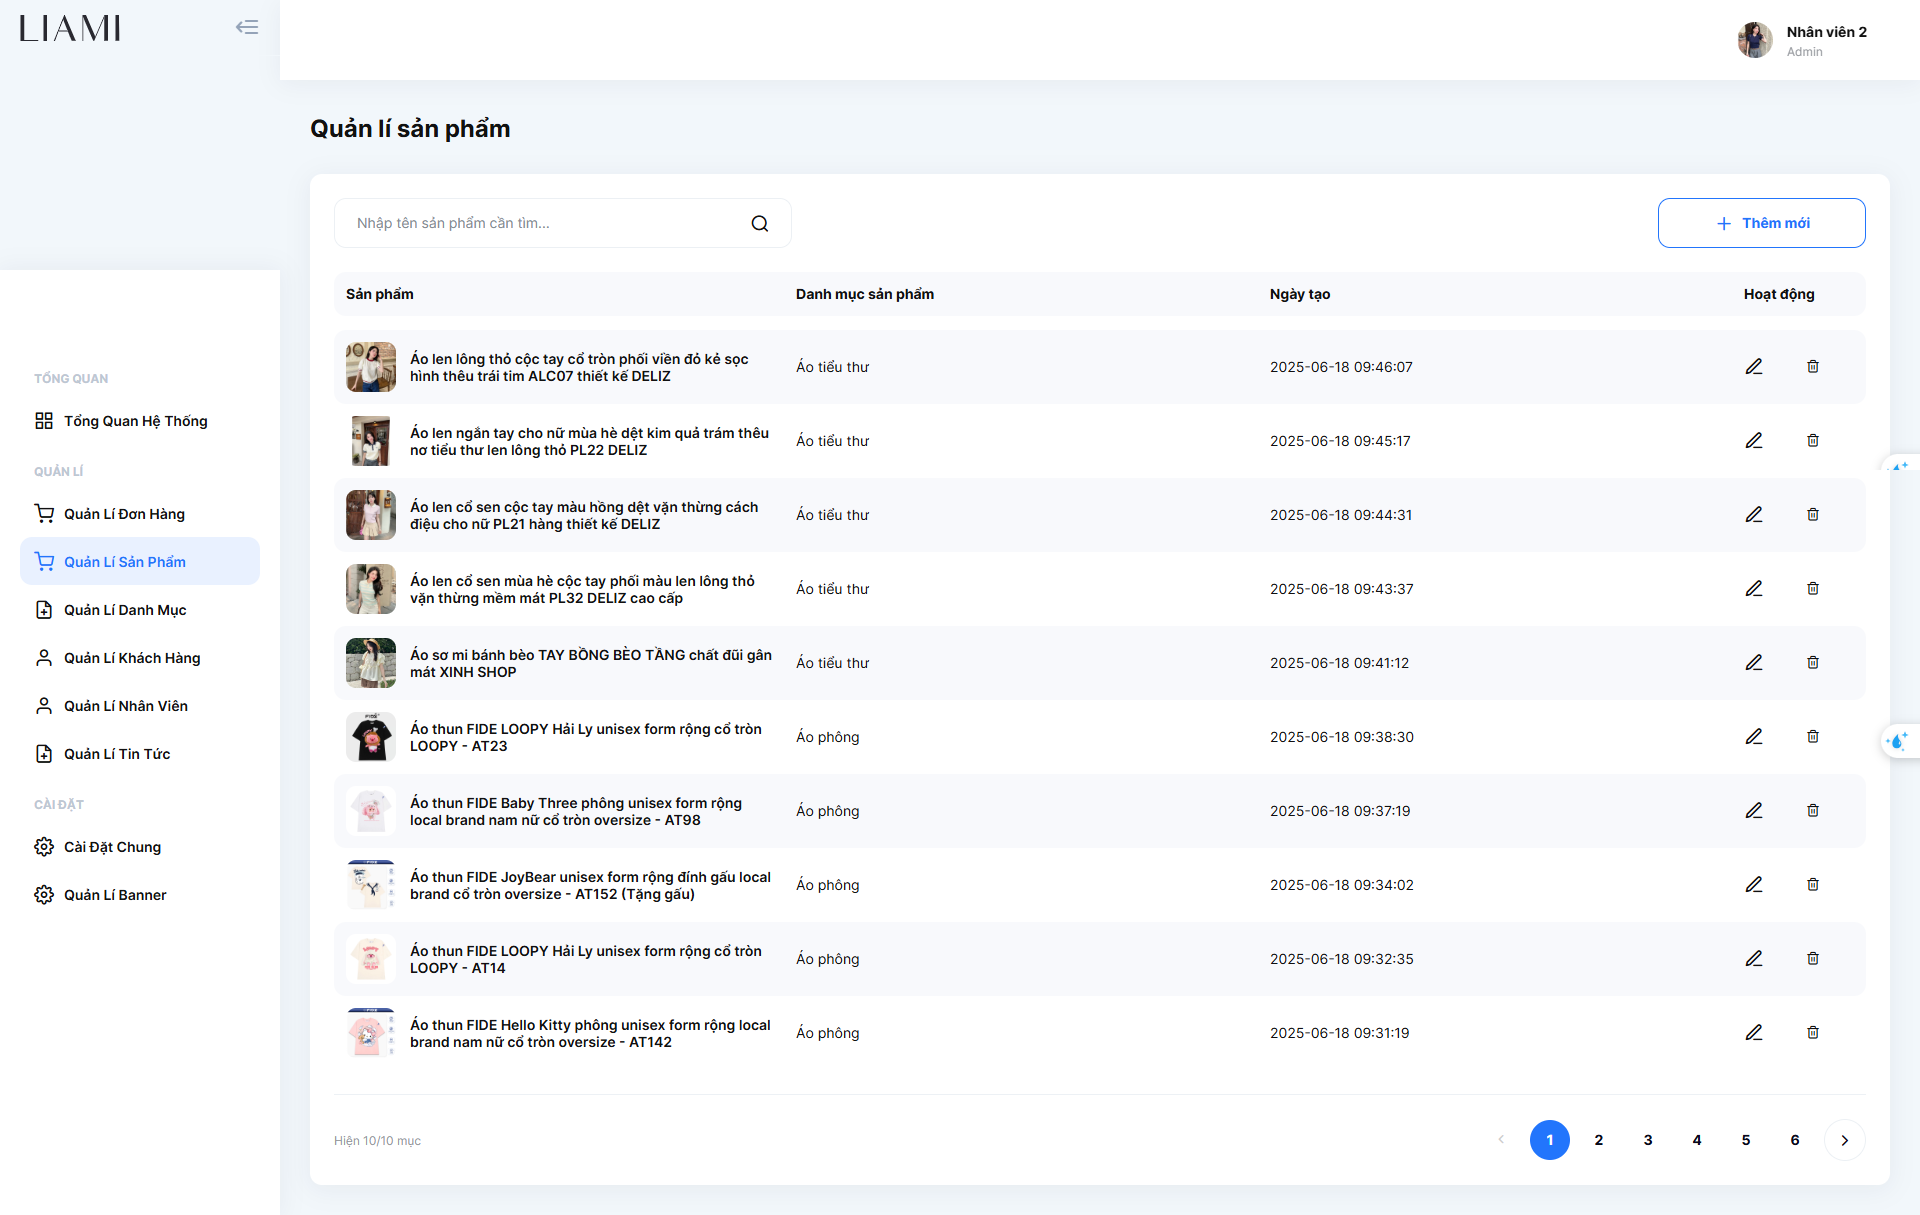 LIAMI
Nhân viên 2
Admin
Quản lí sản phẩm
Nhập tên sản phẩm cần tìm...
Thêm mới
TỔNG QUAN
Tổng Quan Hệ Thống
QUẢN LÍ
Quản Lí Đơn Hàng
Quản Lí Sản Phẩm
Quản Lí Danh Mục
Quản Lí Khách Hàng
Quản Lí Nhân Viên
Quản Lí Tin Tức
CÀI ĐẶT
Cài Đặt Chung
Quản Lí Banner
Sản phẩm Danh mục sản phẩm Ngày tạo Hoạt động
Áo len lông thỏ cộc tay cổ tròn phối viền đỏ kẻ sọc
hình thêu trái tim ALC07 thiết kế DELIZ
Áo tiểu thư
2025-06-18 09:46:07
Áo len ngắn tay cho nữ mùa hè dệt kim quả trám thêu
nơ tiểu thư len lông thỏ PL22 DELIZ
Áo tiểu thư
2025-06-18 09:45:17
Áo len cổ sen cộc tay màu hồng dệt vặn thừng cách
điệu cho nữ PL21 hàng thiết kế DELIZ
Áo tiểu thư
2025-06-18 09:44:31
Áo len cổ sen mùa hè cộc tay phối màu len lông thỏ
vặn thừng mềm mát PL32 DELIZ cao cấp
Áo tiểu thư
2025-06-18 09:43:37
Áo sơ mi bánh bèo TAY BỒNG BÈO TẦNG chất đũi gân
mát XINH SHOP
Áo tiểu thư
2025-06-18 09:41:12
Áo thun FIDE LOOPY Hải Ly unisex form rộng cổ tròn
LOOPY - AT23
Áo phông
2025-06-18 09:38:30
Áo thun FIDE Baby Three phông unisex form rộng
local brand nam nữ cổ tròn oversize - AT98
Áo phông
2025-06-18 09:37:19
Áo thun FIDE JoyBear unisex form rộng đính gấu local
brand cổ tròn oversize - AT152 (Tặng gấu)
Áo phông
2025-06-18 09:34:02
Áo thun FIDE LOOPY Hải Ly unisex form rộng cổ tròn
LOOPY - AT14
Áo phông
2025-06-18 09:32:35
Áo thun FIDE Hello Kitty phông unisex form rộng local
brand nam nữ cổ tròn oversize - AT142
Áo phông
2025-06-18 09:31:19
Hiện 10/10 mục
1 2 3 4 5 6